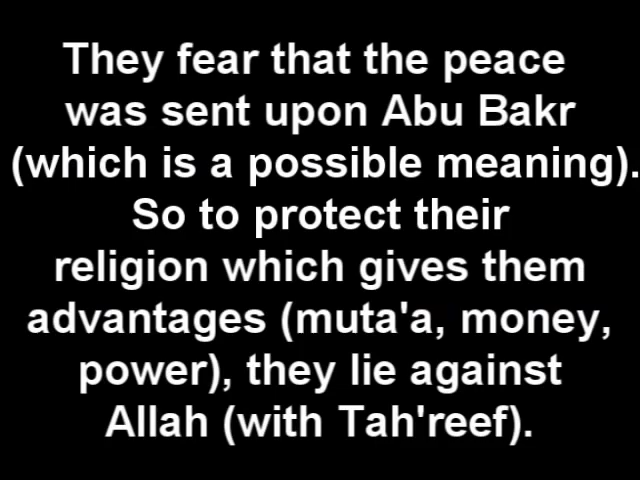 They fear that the peace
was sent upon Abu Bakr
(which is a possible meaning).
So to protect their
religion which gives them
advantages (muta'a, money,
power), they lie against
Allah (with Tah'reef).